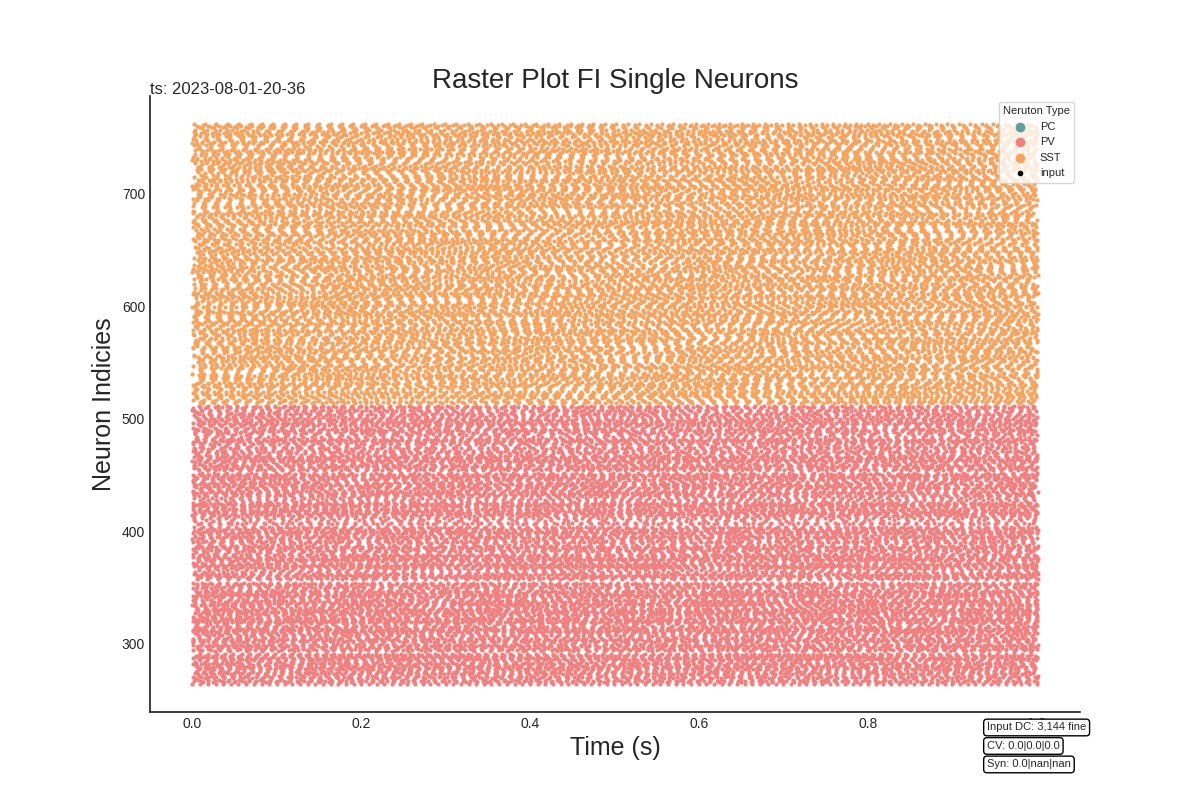 Raster Plot FI Single Neurons
ts: 2023-08-01-20-36
Neruton Type
PC
PV
SST
input
Neuron Indicies
700
600
500
400
300
0.0
0.2
0.4
0.6
0.8
Time (s)
Input DC: 3,144 fine
CV: 0.0|0.0|0.0
Syn: 0.0|nan|nan